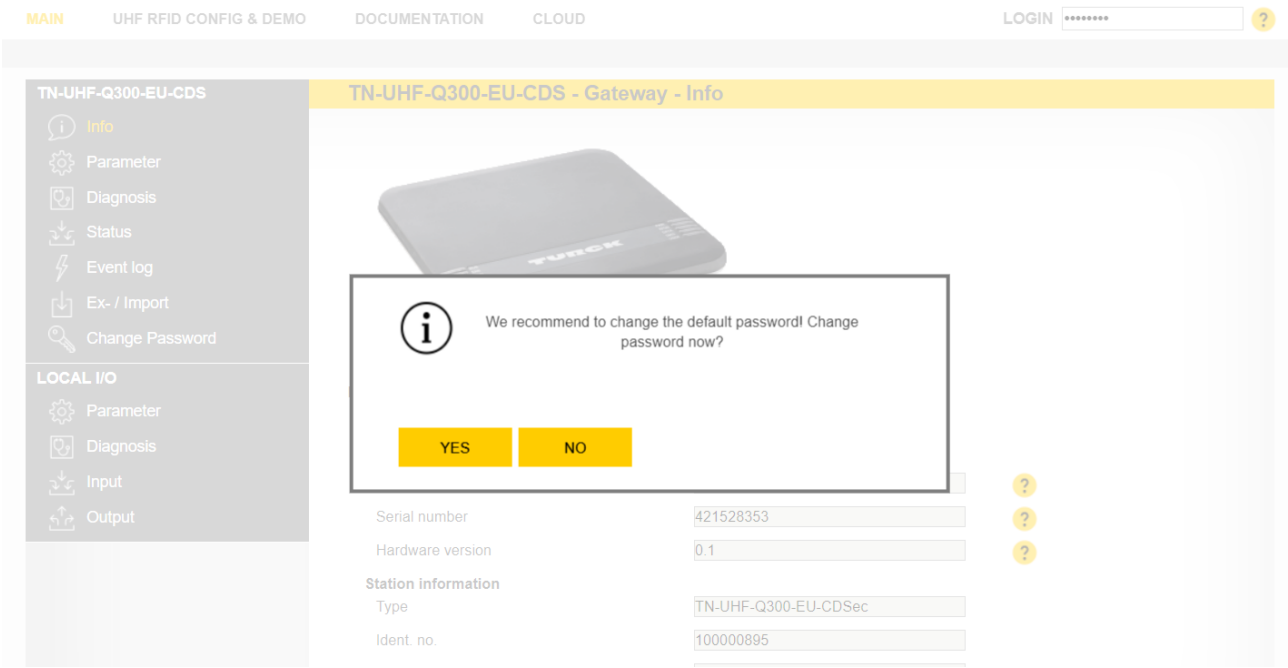 MAIN UHF RFID CONFIG & DEMO DOCUMENTATION CLOUD LOGIN •••••••• ?
TN-UHF-Q300-EU-CDS
Info
Parameter
Diagnosis
Status
Event log
Ex- / Import
Change Password
LOCAL I/O
Parameter
Diagnosis
Input
Output
TN-UHF-Q300-EU-CDS - Gateway - Info
TURCK
We recommend to change the default password! Change
password now?
YES NO
?
Serial number 421528353 ?
Hardware version 0.1 ?
Station information
Type TN-UHF-Q300-EU-CDSec
Ident. no. 100000895